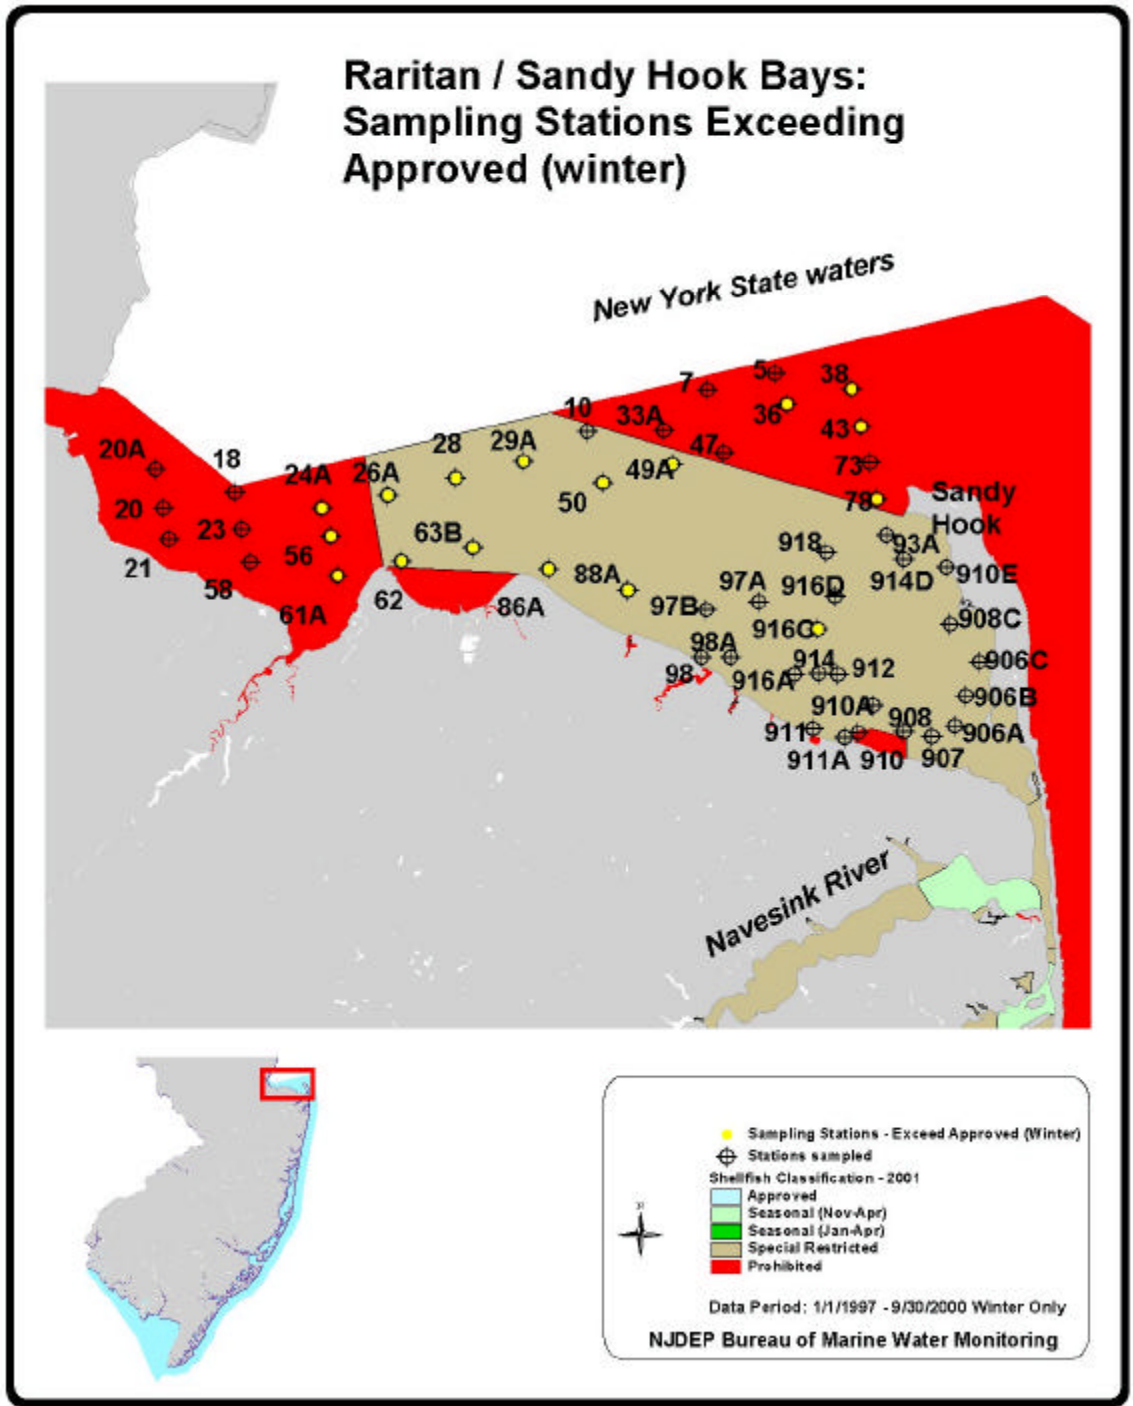 Raritan / Sandy Hook Bays:
Sampling Stations Exceeding
Approved (winter)
New York State waters
5
7
38
36
10
33A
43
47
73
28
29A
49A
78
20A
18
24A
26A
50
Sandy
Hook
20
23
56
63B
918
93A
21
58
61A
62
86A
88A
97A
916D
914D
910E
97B
916C
908C
98A
98
914
912
906C
916A
910A
906B
908
911
906A
911A
910
907
Navesink River
Sampling Stations - Exceed Approved (Winter)
Stations sampled
Shellfish Classification - 2001
Approved
Seasonal (Nov-Apr)
Seasonal (Jan-Apr)
Special Restricted
Prohibited
Data Period: 1/1/1997 - 9/30/2000 Winter Only
NJDEP Bureau of Marine Water Monitoring